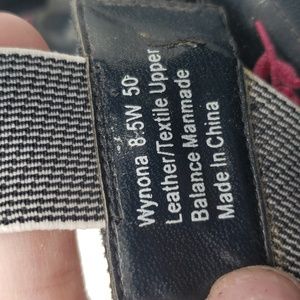 Wynona 8.5W 50
Leather/Textile Upper
Balance Manmade
Made In China